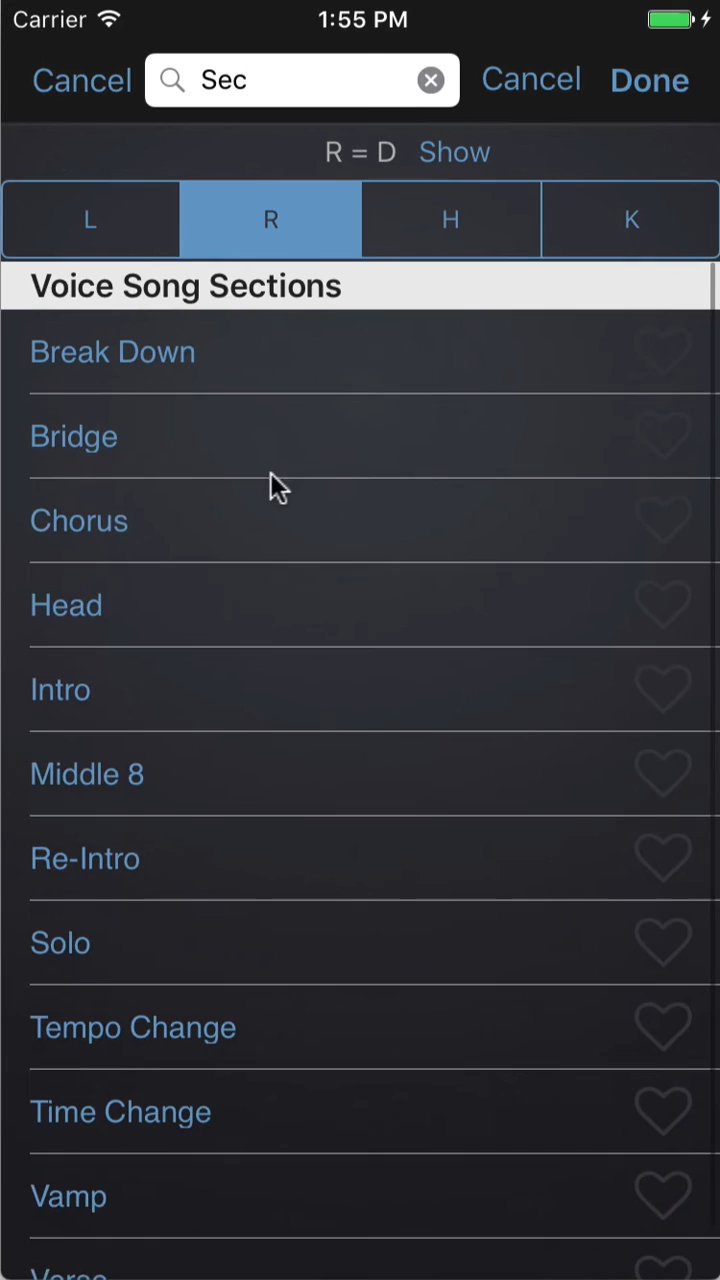 Carrier 1:55 PM
Cancel Sec Cancel Done
R = D Show
L R H K
Voice Song Sections
Break Down
Bridge
Chorus
Head
Intro
Middle 8
Re-Intro
Solo
Tempo Change
Time Change
Vamp
Verse